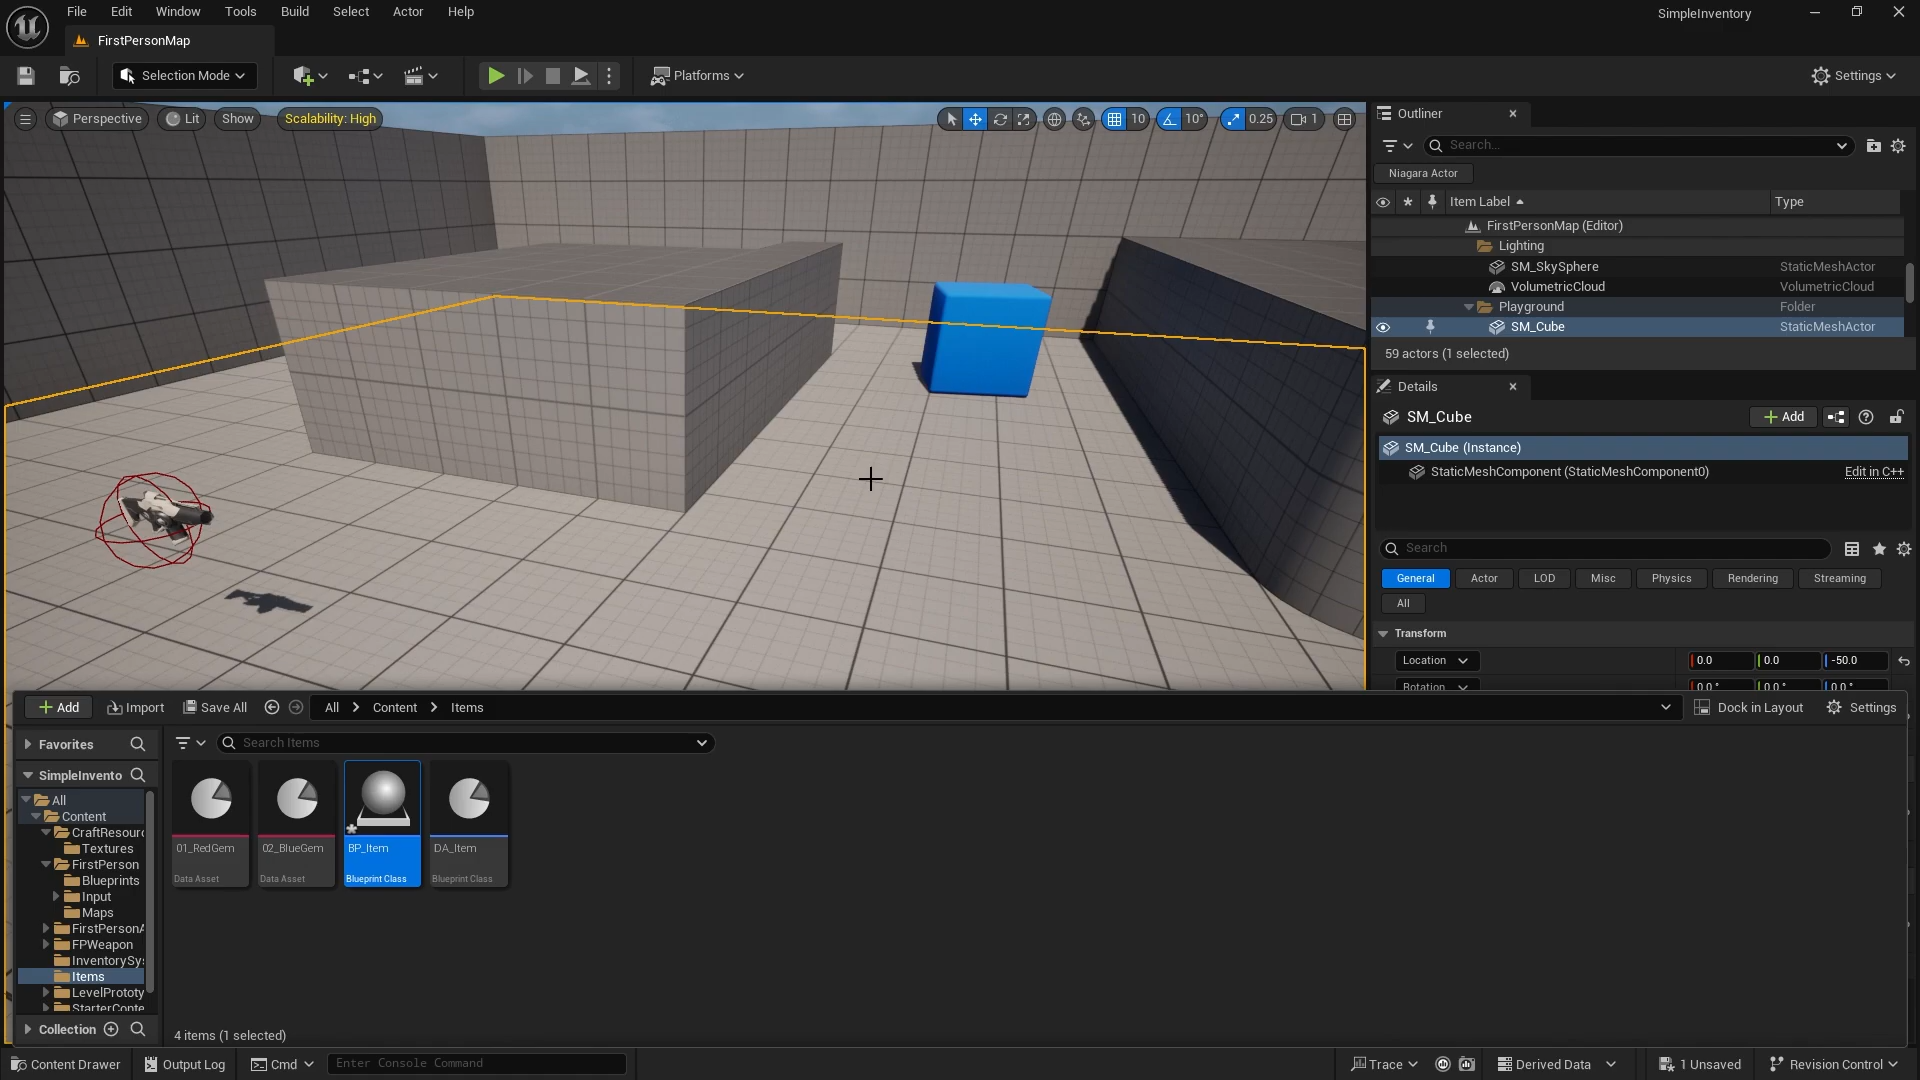 File Edit Window Tools Build Select Actor Help
SimpleInventory
FirstPersonMap
Selection Mode
Platforms
Settings
Perspective Lit Show Scalability: High
10 10° 0.25 1
Outliner
Search...
Niagara Actor
Item Label Type
FirstPersonMap (Editor)
Lighting
SM_SkySphere StaticMeshActor
VolumetricCloud VolumetricCloud
Playground Folder
SM_Cube StaticMeshActor
59 actors (1 selected)
Details
SM_Cube
Add
SM_Cube (Instance)
StaticMeshComponent (StaticMeshComponent0) Edit in C++
Search
General Actor LOD Misc Physics Rendering Streaming
All
Transform
Location 0.0 0.0 -50.0
Rotation 0.0° 0.0° 0.0°
Add Import Save All All Content Items Dock in Layout Settings
Favorites
Search Items
SimpleInvento
All
Content
CraftResourc
Textures
FirstPerson
Blueprints
Input
Maps
FirstPersonA
FPWeapon
InventorySys
Items
LevelPrototy
StarterConte
01_RedGem 02_BlueGem BP_Item DA_Item
Data Asset Data Asset Blueprint Class Blueprint Class
Collection
4 items (1 selected)
Content Drawer Output Log Cmd Enter Console Command Trace Derived Data 1 Unsaved Revision Control